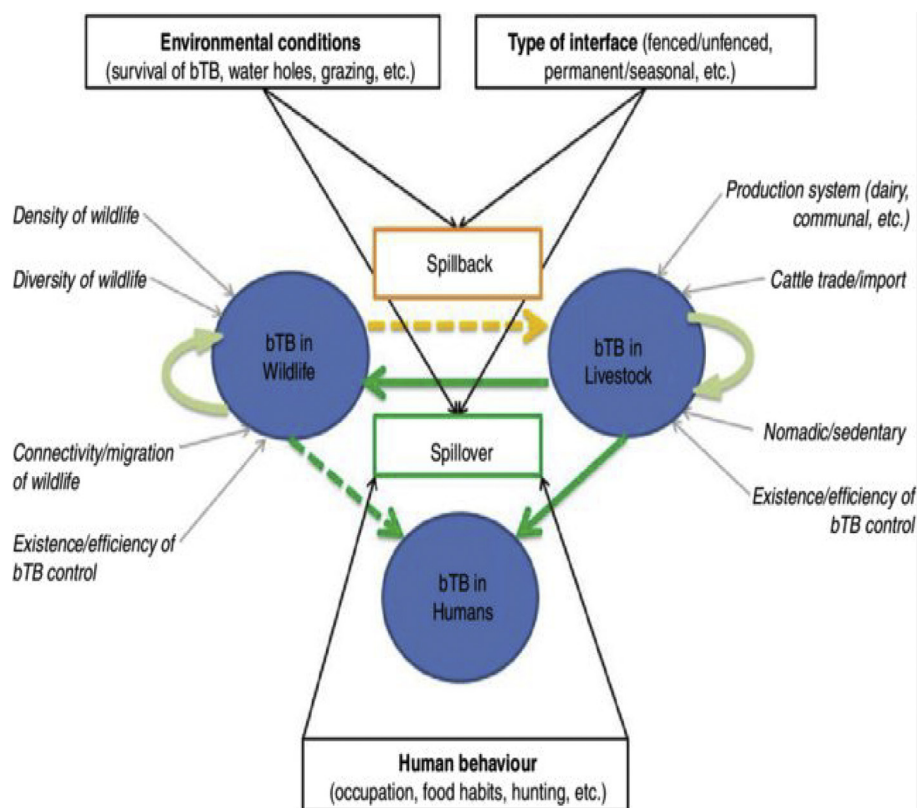 Environmental conditions
(survival of bTB, water holes, grazing, etc.)
Type of interface (fenced/unfenced,
permanent/seasonal, etc.)
Density of wildlife
Diversity of wildlife
Connectivity/migration
of wildlife
Existence/efficiency of
bTB control
bTB in
Wildlife
Spillback
Spillover
bTB in
Livestock
Production system (dairy,
communal, etc.)
Cattle trade/import
Nomadic/sedentary
Existence/efficiency of
bTB control
bTB in
Humans
Human behaviour
(occupation, food habits, hunting, etc.)